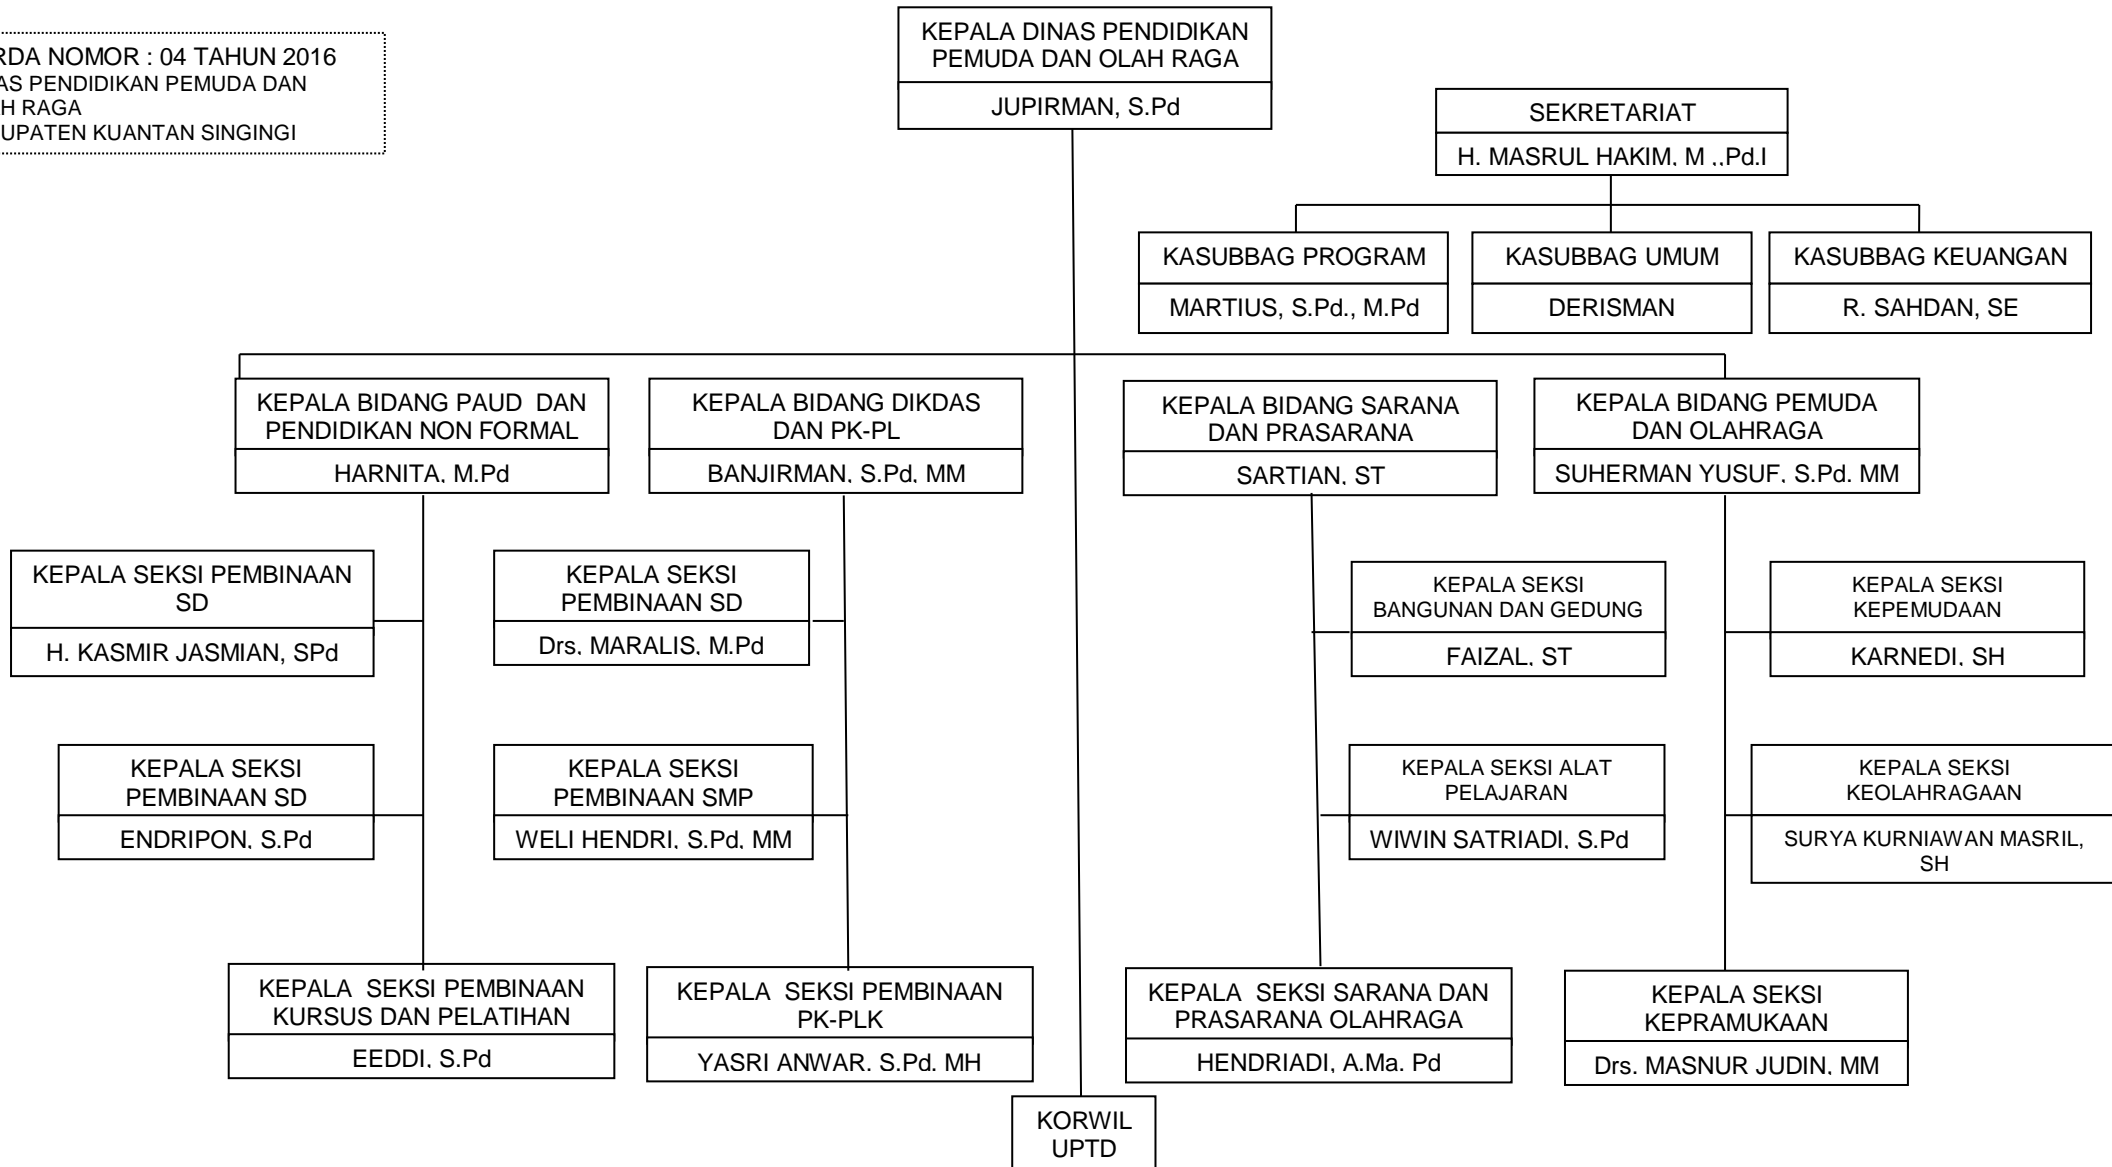 RDA NOMOR : 04 TAHUN 2016
AS PENDIDIKAN PEMUDA DAN
H RAGA
UPATEN KUANTAN SINGINGI
KEPALA DINAS PENDIDIKAN
PEMUDA DAN OLAH RAGA
JUPIRMAN, S.Pd
SEKRETARIAT
H. MASRUL HAKIM, M .,Pd.I
KASUBBAG PROGRAM
MARTIUS, S.Pd., M.Pd
KASUBBAG UMUM
DERISMAN
KASUBBAG KEUANGAN
R. SAHDAN, SE
KEPALA BIDANG PAUD DAN
PENDIDIKAN NON FORMAL
HARNITA, M.Pd
KEPALA BIDANG DIKDAS
DAN PK-PL
BANJIRMAN, S.Pd, MM
KEPALA BIDANG SARANA
DAN PRASARANA
SARTIAN, ST
KEPALA BIDANG PEMUDA
DAN OLAHRAGA
SUHERMAN YUSUF, S.Pd. MM
KEPALA SEKSI PEMBINAAN
SD
H. KASMIR JASMIAN, SPd
KEPALA SEKSI
PEMBINAAN SD
Drs. MARALIS, M.Pd
KEPALA SEKSI
BANGUNAN DAN GEDUNG
FAIZAL, ST
KEPALA SEKSI
KEPEMUDAAN
KARNEDI, SH
KEPALA SEKSI
PEMBINAAN SD
ENDRIPON, S.Pd
KEPALA SEKSI
PEMBINAAN SMP
WELI HENDRI, S.Pd, MM
KEPALA SEKSI ALAT
PELAJARAN
WIWIN SATRIADI, S.Pd
KEPALA SEKSI
KEOLAHRAGAAN
SURYA KURNIAWAN MASRIL,
SH
KEPALA SEKSI PEMBINAAN
KURSUS DAN PELATIHAN
EEDDI, S.Pd
KEPALA SEKSI PEMBINAAN
PK-PLK
YASRI ANWAR. S.Pd. MH
KEPALA SEKSI SARANA DAN
PRASARANA OLAHRAGA
HENDRIADI, A.Ma. Pd
KEPALA SEKSI
KEPRAMUKAAN
Drs. MASNUR JUDIN, MM
KORWIL
UPTD